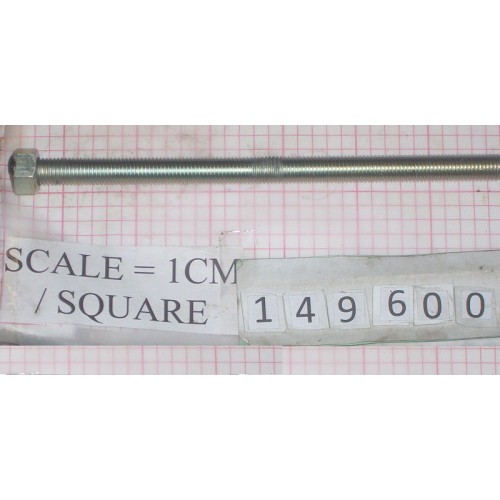 SCALE = 1CM
/ SQUARE
149600